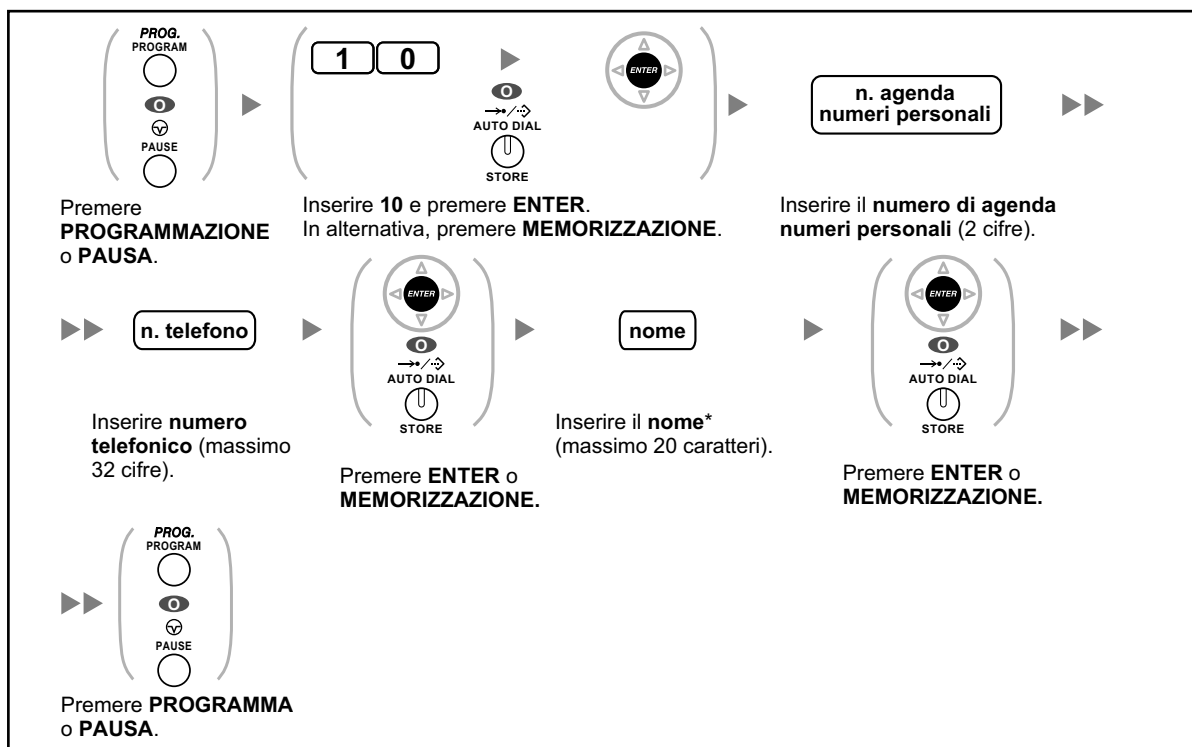 PROG.
PROGRAM
O
PAUSE
Premere
PROGRAMMAZIONE
o PAUSA.
1 0
O
AUTO DIAL
STORE
ENTER
Inserire 10 e premere ENTER.
In alternativa, premere MEMORIZZAZIONE.
n. agenda
numeri personali
Inserire il numero di agenda
numeri personali (2 cifre).
n. telefono
Inserire numero
telefonico (massimo
32 cifre).
ENTER
O
AUTO DIAL
STORE
Premere ENTER o
MEMORIZZAZIONE.
nome
Inserire il nome*
(massimo 20 caratteri).
ENTER
O
AUTO DIAL
STORE
Premere ENTER o
MEMORIZZAZIONE.
PROG.
PROGRAM
O
PAUSE
Premere PROGRAMMA
o PAUSA.